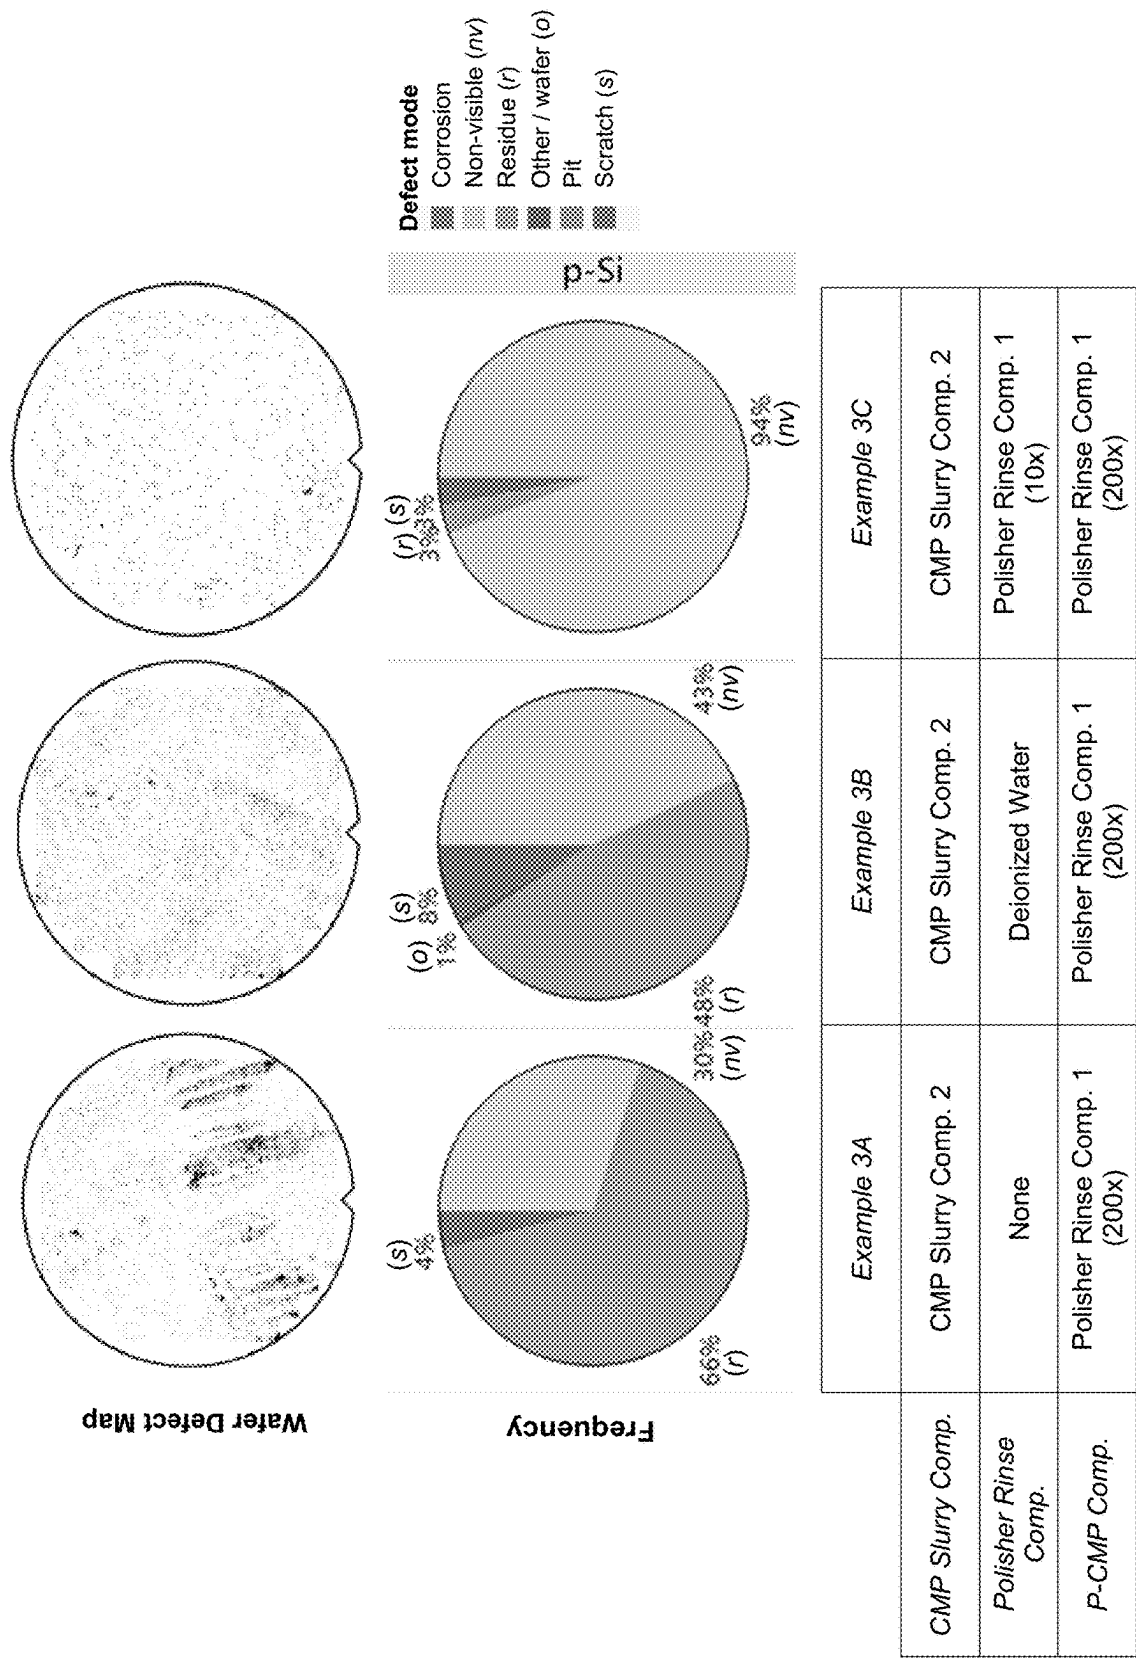 Wafer Defect Map
Frequency
(s)
4%
66%
(r)
30%
(nv)
(o)
1%
(s)
8%
48%
(r)
43%
(nv)
(r)
3%
(s)
3%
94%
(nv)
p-Si
Defect mode
Corrosion
Non-visible (nv)
Residue (r)
Other / wafer (o)
Pit
Scratch (s)
Example 3A
Example 3B
Example 3C
CMP Slurry Comp.
CMP Slurry Comp. 2
CMP Slurry Comp. 2
CMP Slurry Comp. 2
Polisher Rinse
Comp.
None
Deionized Water
Polisher Rinse Comp. 1
(10x)
P-CMP Comp.
Polisher Rinse Comp. 1
(200x)
Polisher Rinse Comp. 1
(200x)
Polisher Rinse Comp. 1
(200x)